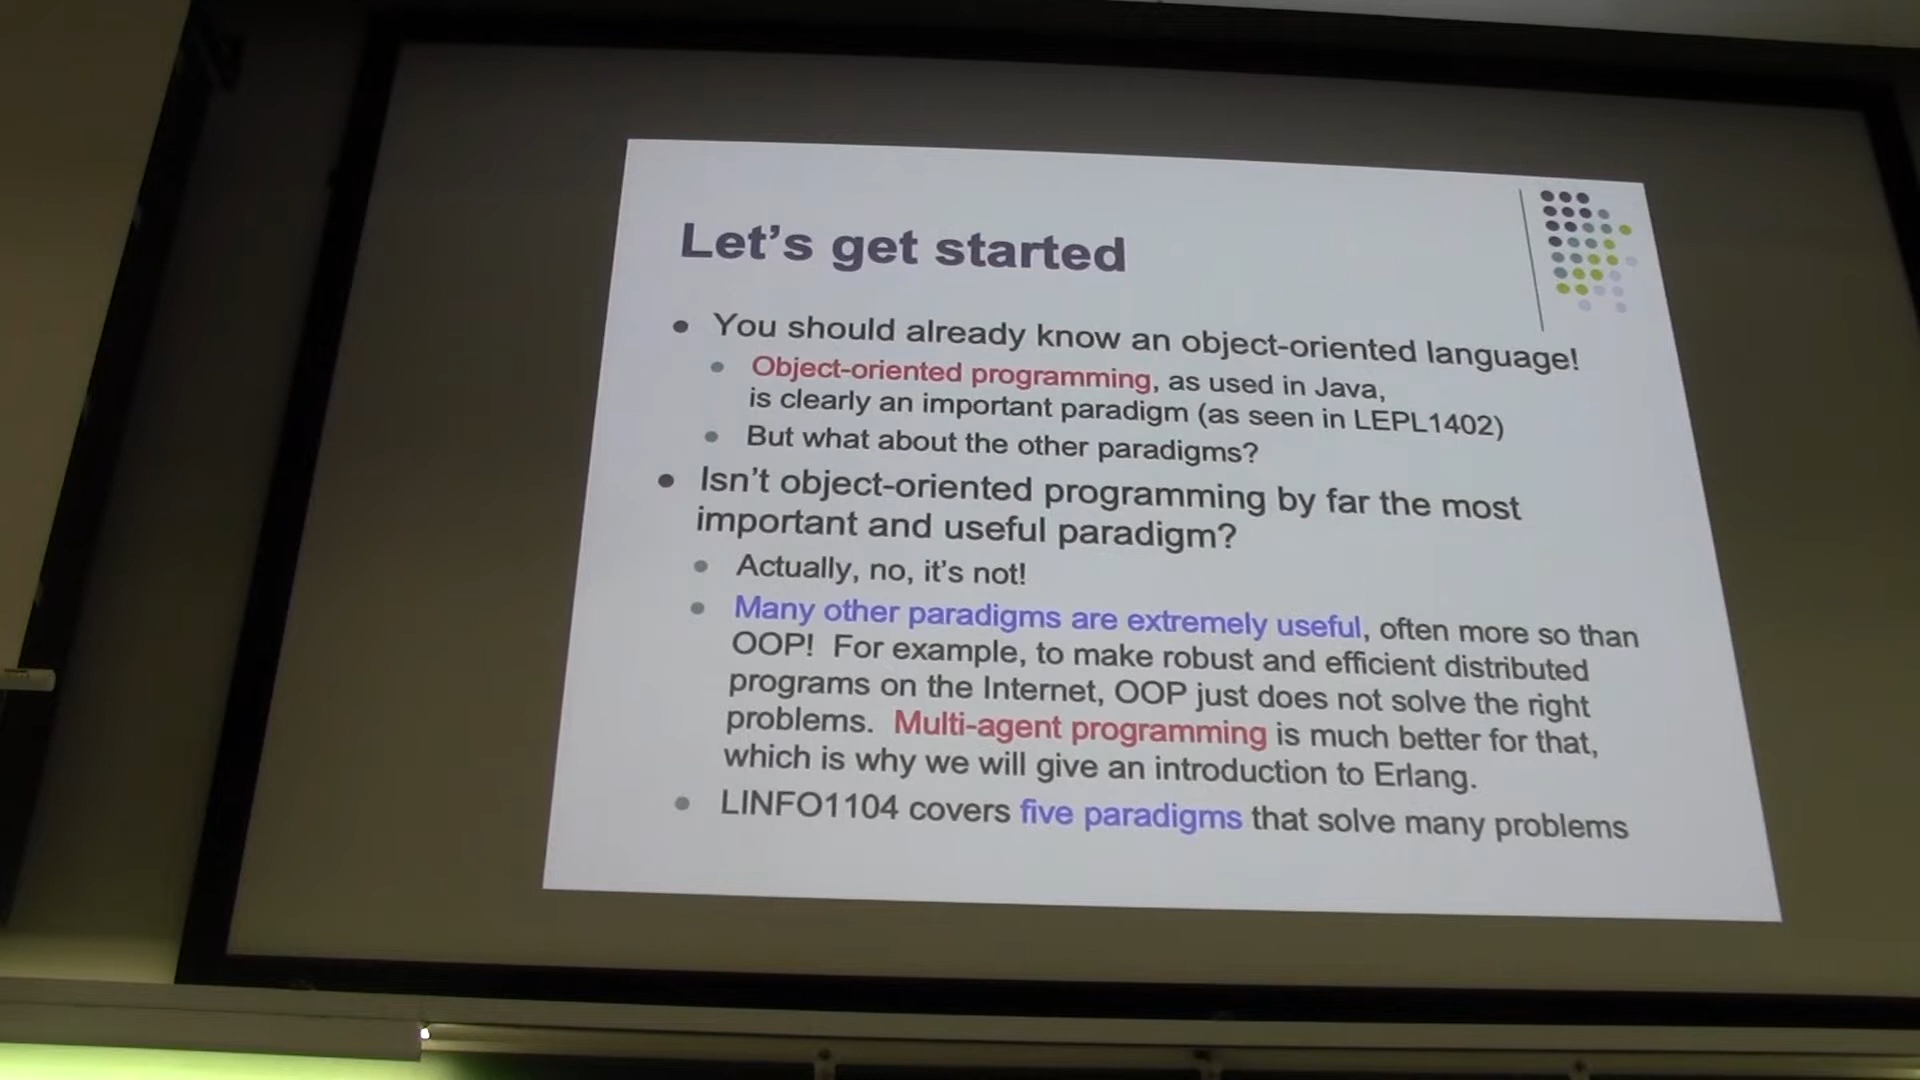 Let's get started
• You should already know an object-oriented language!
• Object-oriented programming, as used in Java,
is clearly an important paradigm (as seen in LEPL1402)
• But what about the other paradigms?
• Isn't object-oriented programming by far the most
important and useful paradigm?
• Actually, no, it's not!
• Many other paradigms are extremely useful, often more so than
OOP! For example, to make robust and efficient distributed
programs on the Internet, OOP just does not solve the right
problems. Multi-agent programming is much better for that,
which is why we will give an introduction to Erlang.
• LINFO1104 covers five paradigms that solve many problems